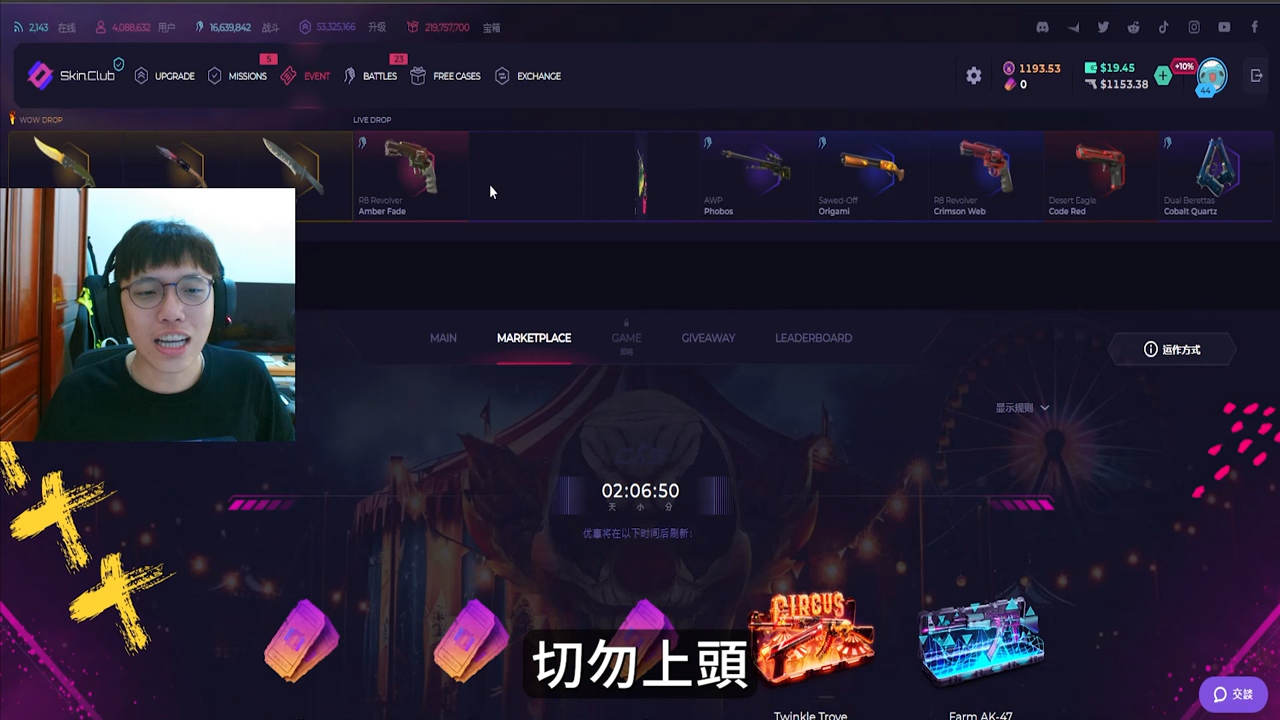 2,143 在线 4,088,632 用户 16,639,842 战斗 53,325,166 升级 219,757,700 宝箱
Skin.Club
UPGRADE
5
MISSIONS
EVENT
23
BATTLES
FREE CASES
EXCHANGE
1193.53
0
$19.45
$1153.38
+10%
44
WOW DROP
LIVE DROP
R8 Revolver
Amber Fade
AWP
Phobos
Sawed-Off
Origami
R8 Revolver
Crimson Web
Desert Eagle
Code Red
Dual Berettas
Cobalt Quartz
MAIN
MARKETPLACE
GAME
即将
GIVEAWAY
LEADERBOARD
运作方式
显示规则
02:06:50
天 小 分
优惠将在以下时间后刷新:
CIRCUS
切勿上頭
Twinkle Trove
Farm AK-47
交談